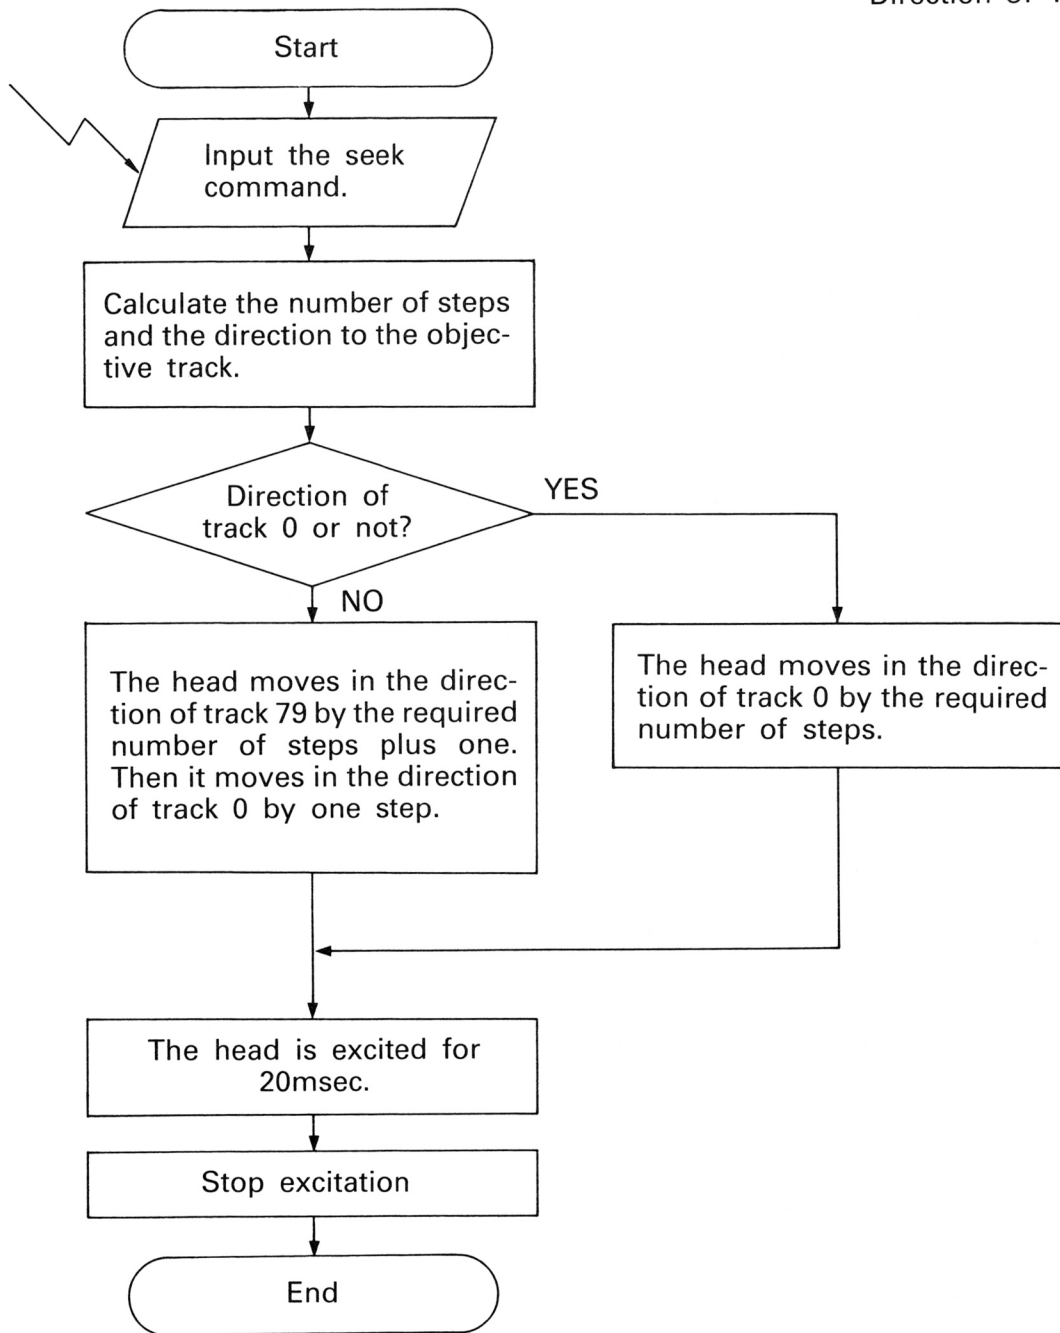 Start
Input the seek
command.
Calculate the number of steps
and the direction to the objec-
tive track.
Direction of
track 0 or not?
YES
NO
The head moves in the direc-
tion of track 79 by the required
number of steps plus one.
Then it moves in the direction
of track 0 by one step.
The head moves in the direc-
tion of track 0 by the required
number of steps.
The head is excited for
20msec.
Stop excitation
End